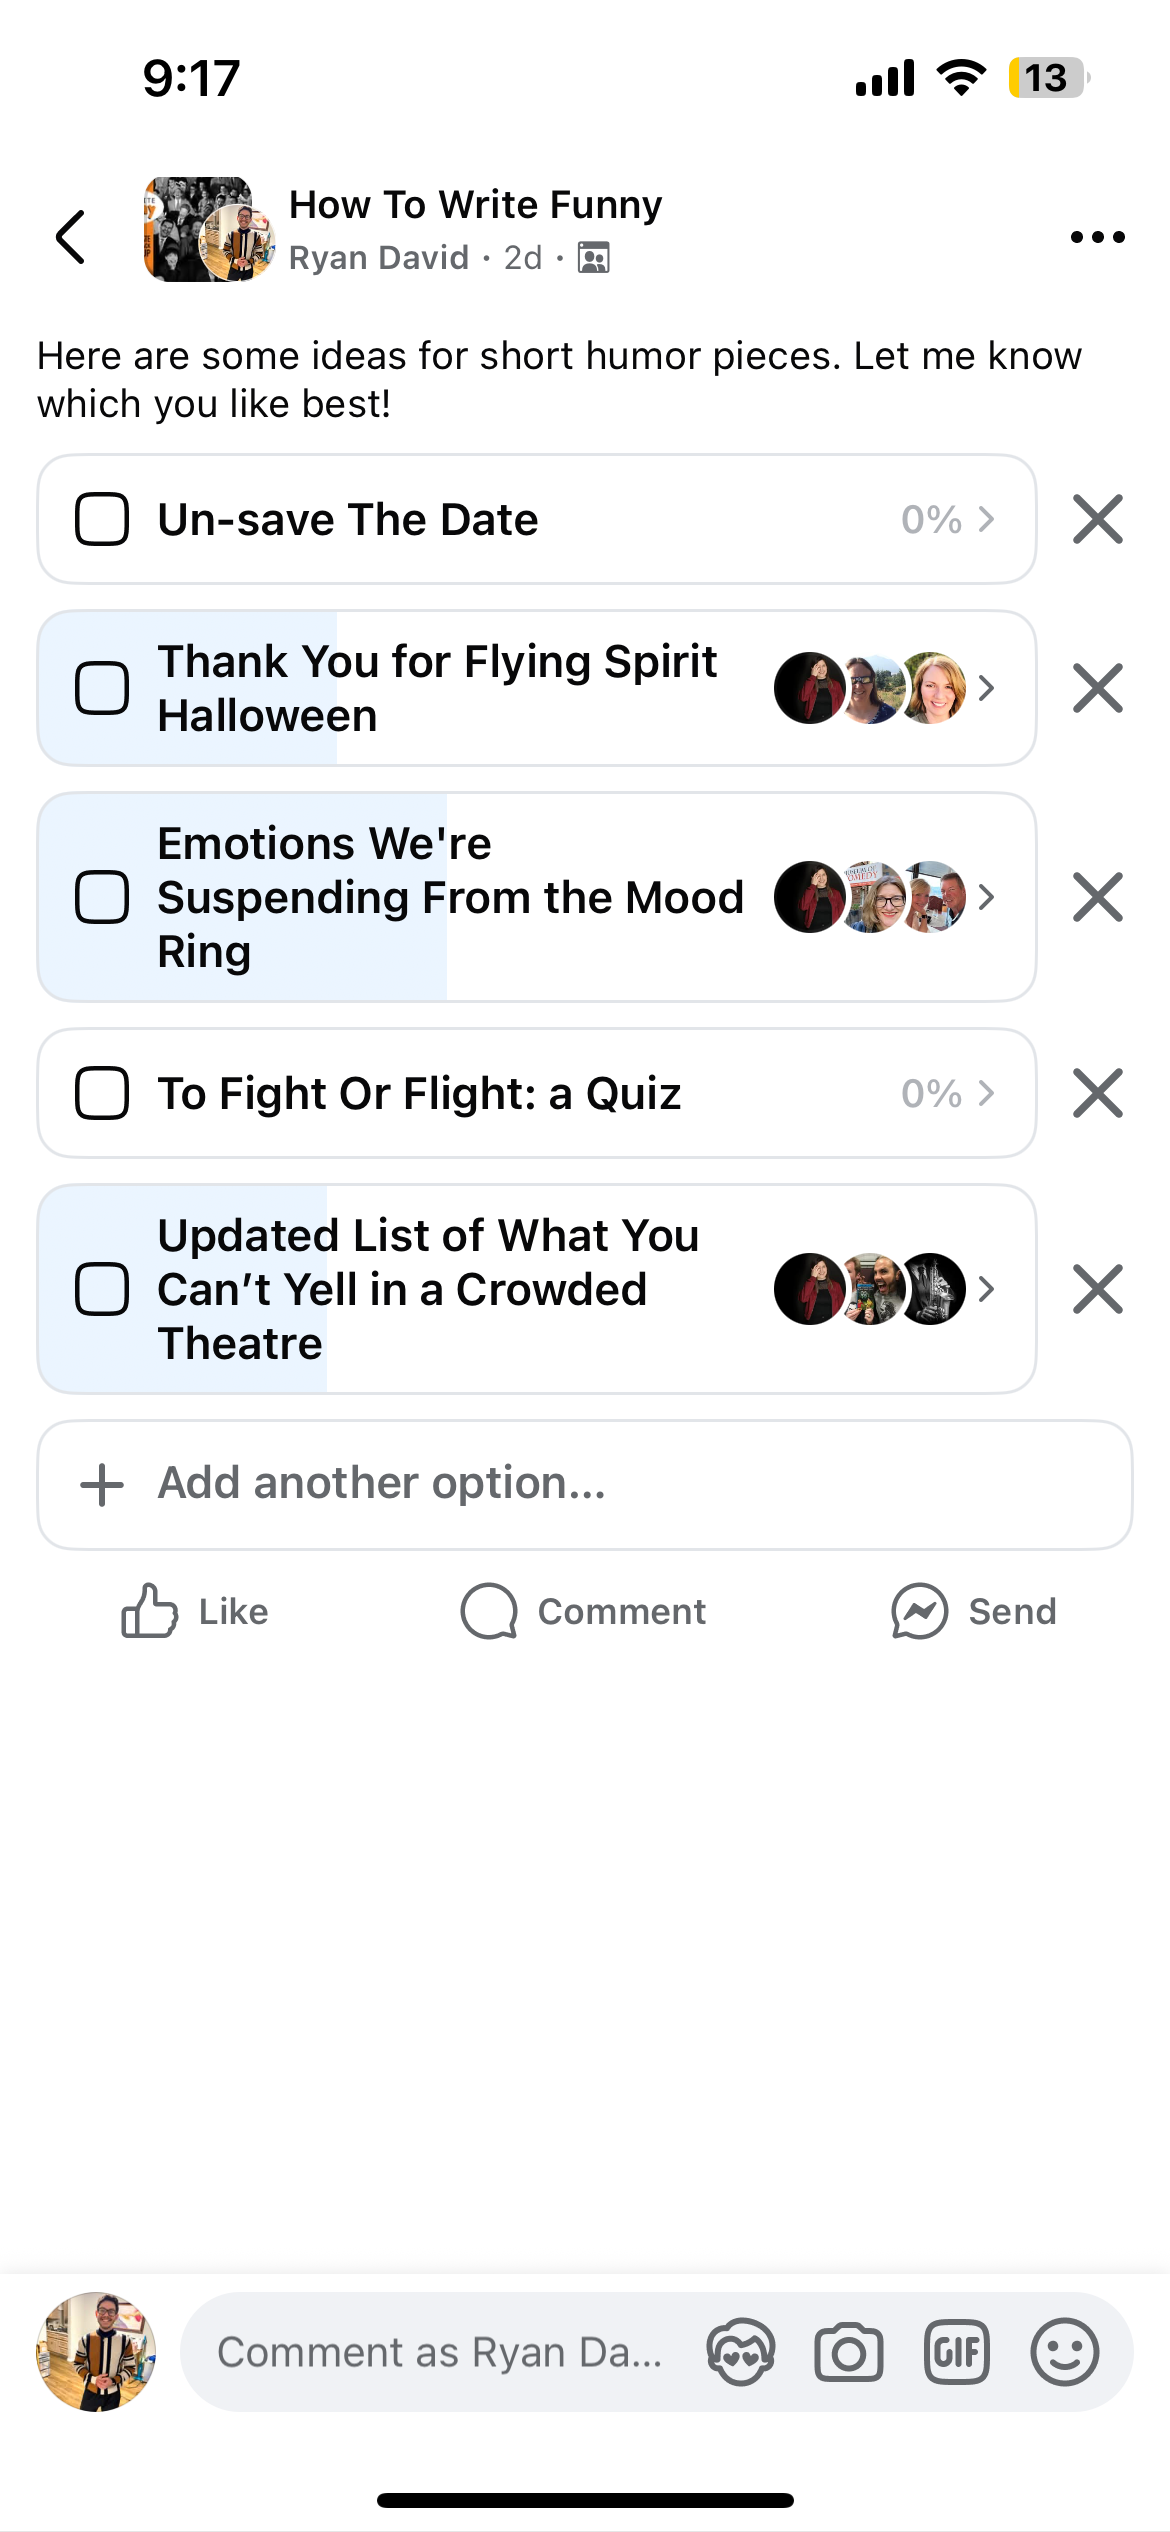 9:17
13
How To Write Funny
Ryan David · 2d ·
Here are some ideas for short humor pieces. Let me know
which you like best!
Un-save The Date 0%
Thank You for Flying Spirit
Halloween
Emotions We're
Suspending From the Mood
Ring
To Fight Or Flight: a Quiz 0%
Updated List of What You
Can’t Yell in a Crowded
Theatre
Add another option...
Like Comment Send
Comment as Ryan Da... GIF